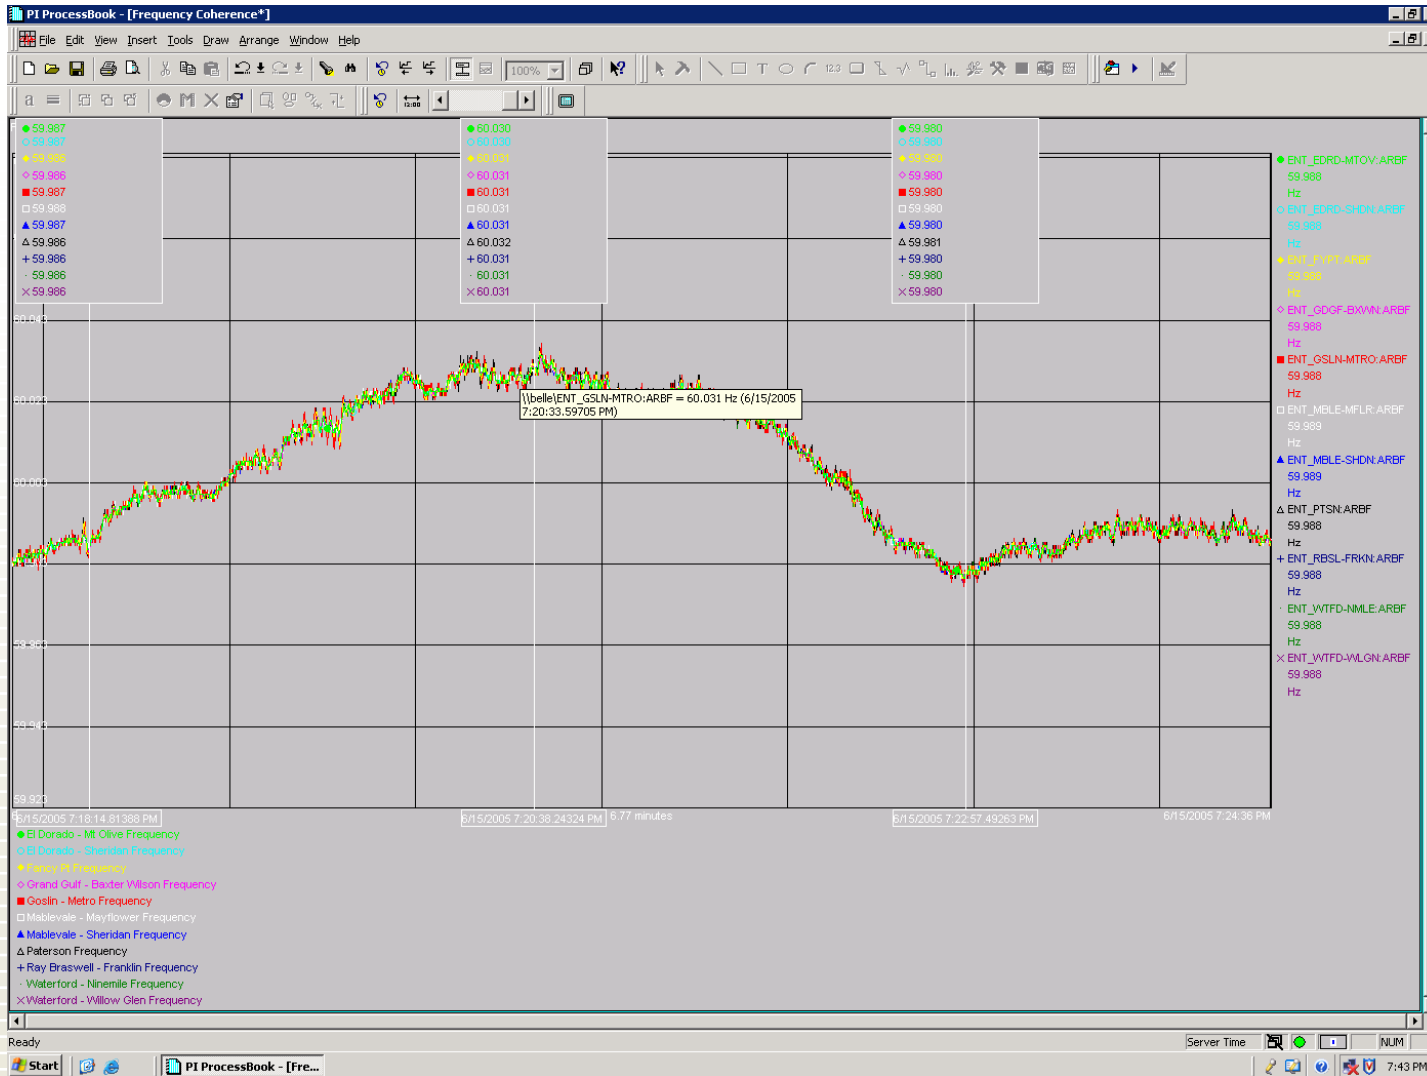 PI ProcessBook - [Frequency Coherence*]
File Edit View Insert Tools Draw Arrange Window Help
100%
59.987
59.987
59.986
59.986
59.987
59.988
59.987
59.986
59.986
59.986
59.986
60.030
60.030
60.031
60.031
60.031
60.031
60.031
60.032
60.031
60.031
60.031
59.980
59.980
59.980
59.980
59.980
59.980
59.980
59.981
59.980
59.980
59.980
60.043
60.023
60.003
59.963
59.943
59.923
\\belle\ENT_GSLN-MTRO:ARBF = 60.031 Hz (6/15/2005
7:20:33.59705 PM)
ENT_EDRD-MTOV:ARBF
59.988
Hz
ENT_EDRD-SHDN:ARBF
59.988
Hz
ENT_FYPT:ARBF
59.988
Hz
ENT_GDGF-BXWN:ARBF
59.988
Hz
ENT_GSLN-MTRO:ARBF
59.988
Hz
ENT_MBLE-MFLR:ARBF
59.989
Hz
ENT_MBLE-SHDN:ARBF
59.989
Hz
ENT_PTSN:ARBF
59.988
Hz
ENT_RBSL-FRKN:ARBF
59.988
Hz
ENT_WTFD-NMLE:ARBF
59.988
Hz
ENT_WTFD-WLGN:ARBF
59.988
Hz
6/15/2005 7:18:14.81388 PM
6/15/2005 7:20:38.24324 PM
6.77 minutes
6/15/2005 7:22:57.49263 PM
6/15/2005 7:24:36 PM
El Dorado - Mt Olive Frequency
El Dorado - Sheridan Frequency
Fancy Pt Frequency
Grand Gulf - Baxter Wilson Frequency
Goslin - Metro Frequency
Mablevale - Mayflower Frequency
Mablevale - Sheridan Frequency
Paterson Frequency
Ray Braswell - Franklin Frequency
Waterford - Ninemile Frequency
Waterford - Willow Glen Frequency
Ready
Server Time
NUM
Start
PI ProcessBook - [Fre...
7:43 PM